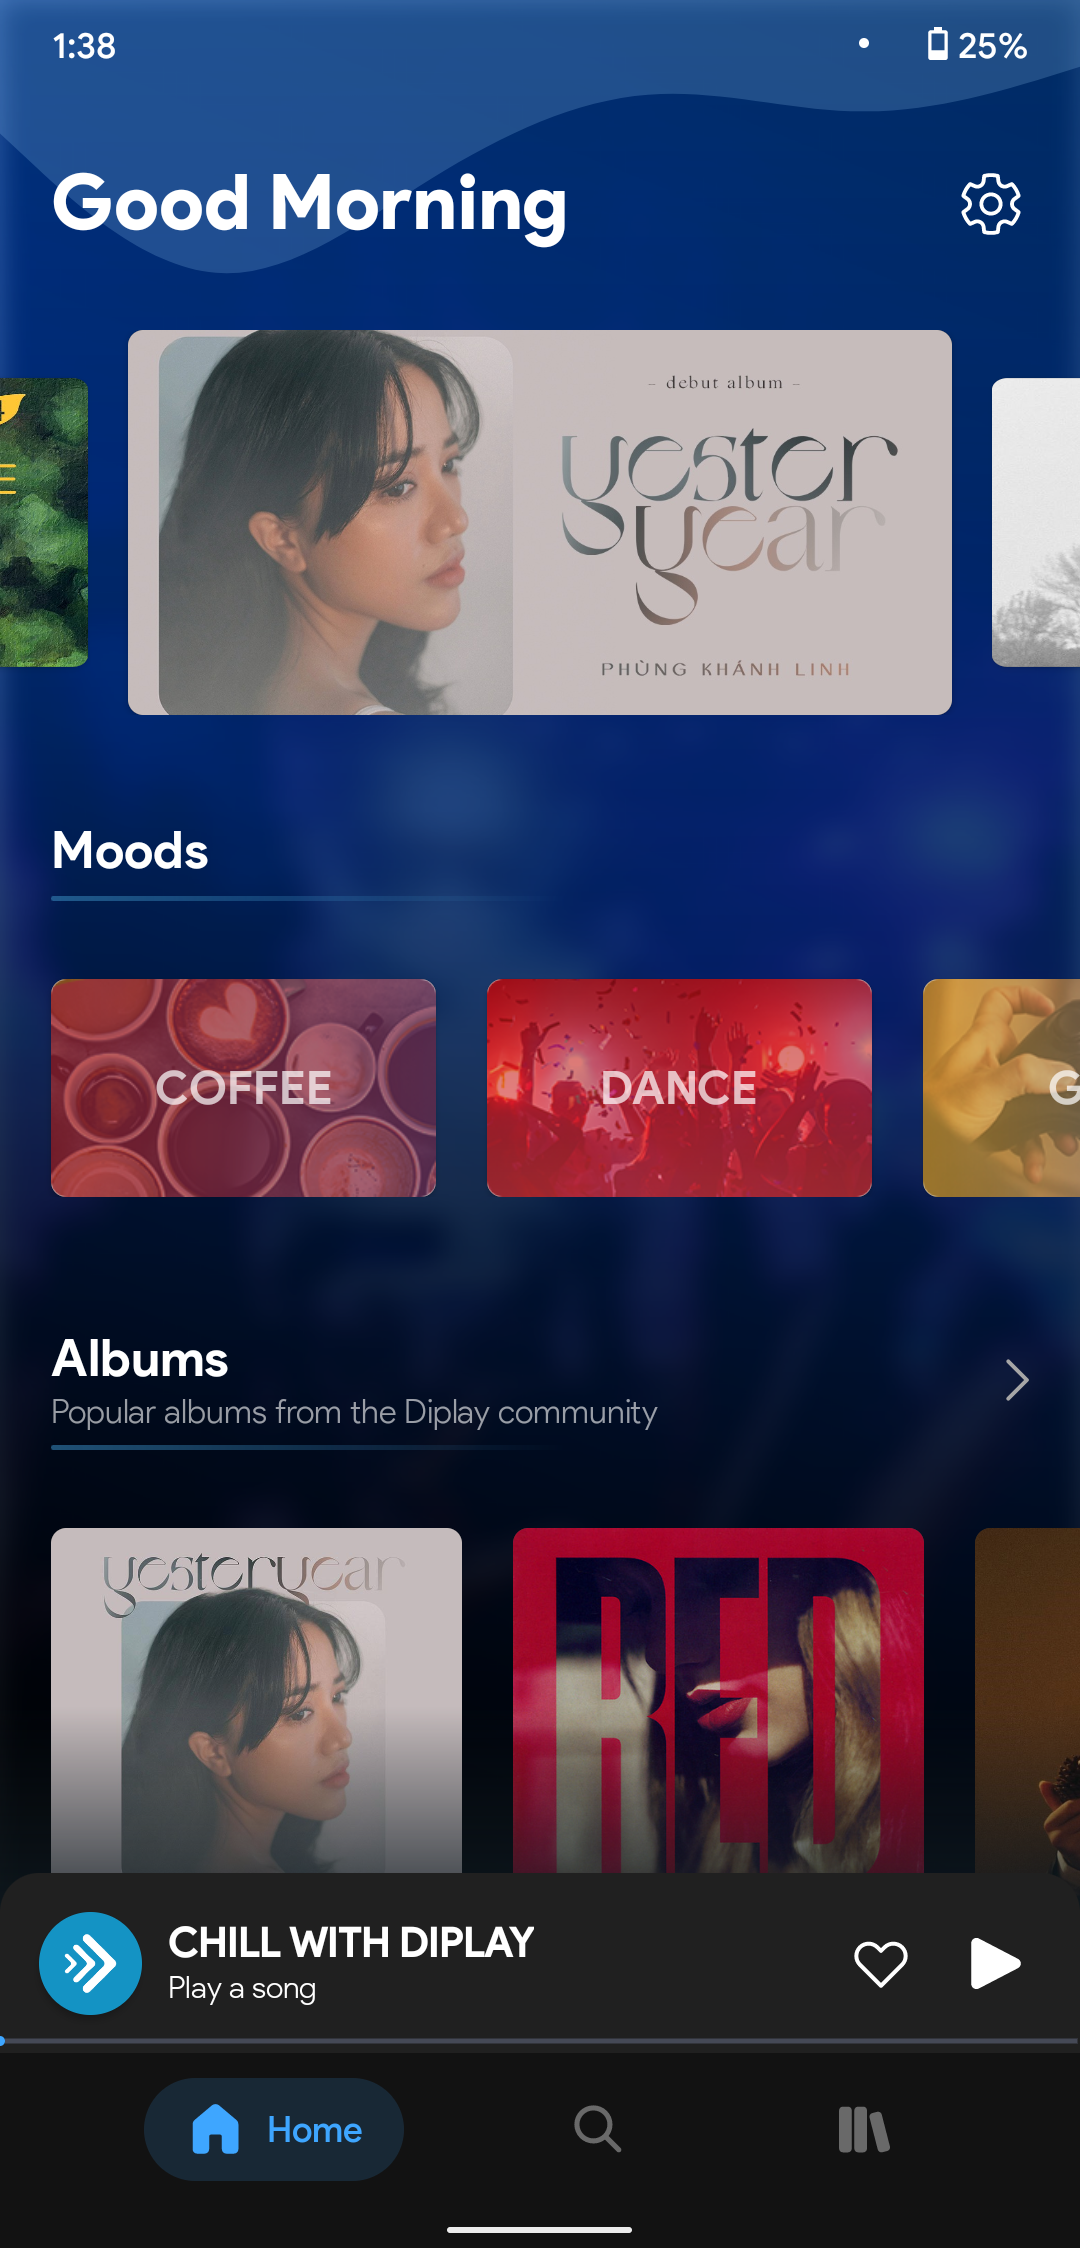 1:38
25%
Good Morning
4
– debut album –
yester
year
PHÙNG KHÁNH LINH
Moods
COFFEE
DANCE
G
Albums
Popular albums from the Diplay community
yesteryear
RED
CHILL WITH DIPLAY
Play a song
Home